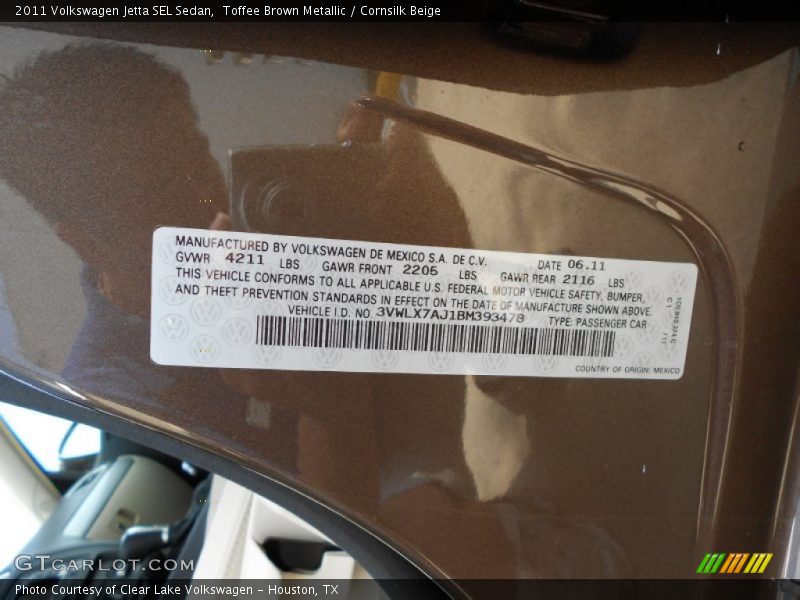 2011 Volkswagen Jetta SEL Sedan,  Toffee Brown Metallic / Cornsilk Beige
MANUFACTURED BY VOLKSWAGEN DE MEXICO S.A. DE C.V. DATE 06.11
GVWR 4211 LBS GAWR FRONT 2205 LBS GAWR REAR 2116 LBS
THIS VEHICLE CONFORMS TO ALL APPLICABLE U.S. FEDERAL MOTOR VEHICLE SAFETY, BUMPER,
AND THEFT PREVENTION STANDARDS IN EFFECT ON THE DATE OF MANUFACTURE SHOWN ABOVE.
VEHICLE I.D. NO. 3VWLX7AJ1BM393478 TYPE: PASSENGER CAR
COUNTRY OF ORIGIN: MEXICO
GTCARLOT.COM
Photo Courtesy of Clear Lake Volkswagen - Houston, TX